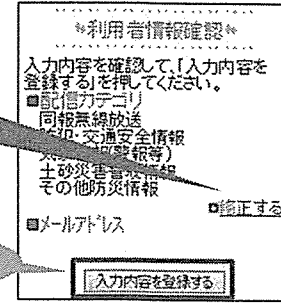 利用者情報確認
入力内容を確認して、「入力内容を
登録する」を押してください。
■配信カテゴリ
同報無線放送
防犯・交通安全情報
報等)
土砂災害警戒情報
その他防災情報
修正する
■メールアドレス
入力内容を登録する